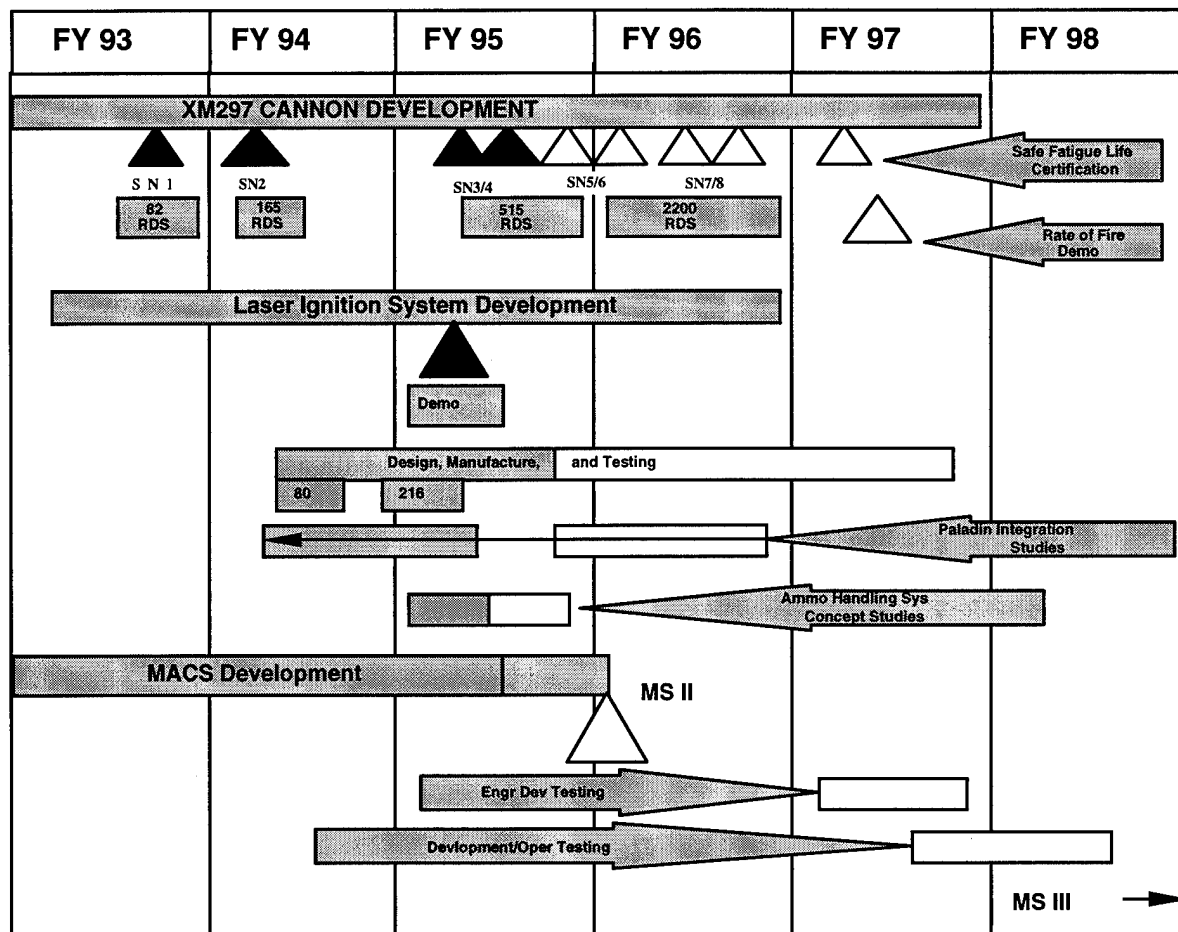 FY 93 FY 94 FY 95 FY 96 FY 97 FY 98
XM297 CANNON DEVELOPMENT
Safe Fatigue Life
Certification
S N 1 SN2 SN3/4 SN5/6 SN7/8
82
RDS
165
RDS
515
RDS
2200
RDS
Rate of Fire
Demo
Laser Ignition System Development
Demo
Design, Manufacture, and Testing
80 216
Paladin Integration
Studies
Ammo Handling Sys
Concept Studies
MACS Development
MS II
Engr Dev Testing
Devlopment/Oper Testing
MS III